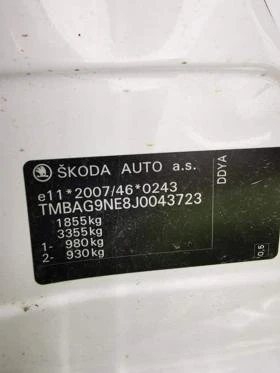 ŠKODA AUTO a.s.
e11*2007/46*0243
TMBAG9NE8J0043723
1855kg
3355kg
1- 980kg
2- 930kg
DDYA
0,5